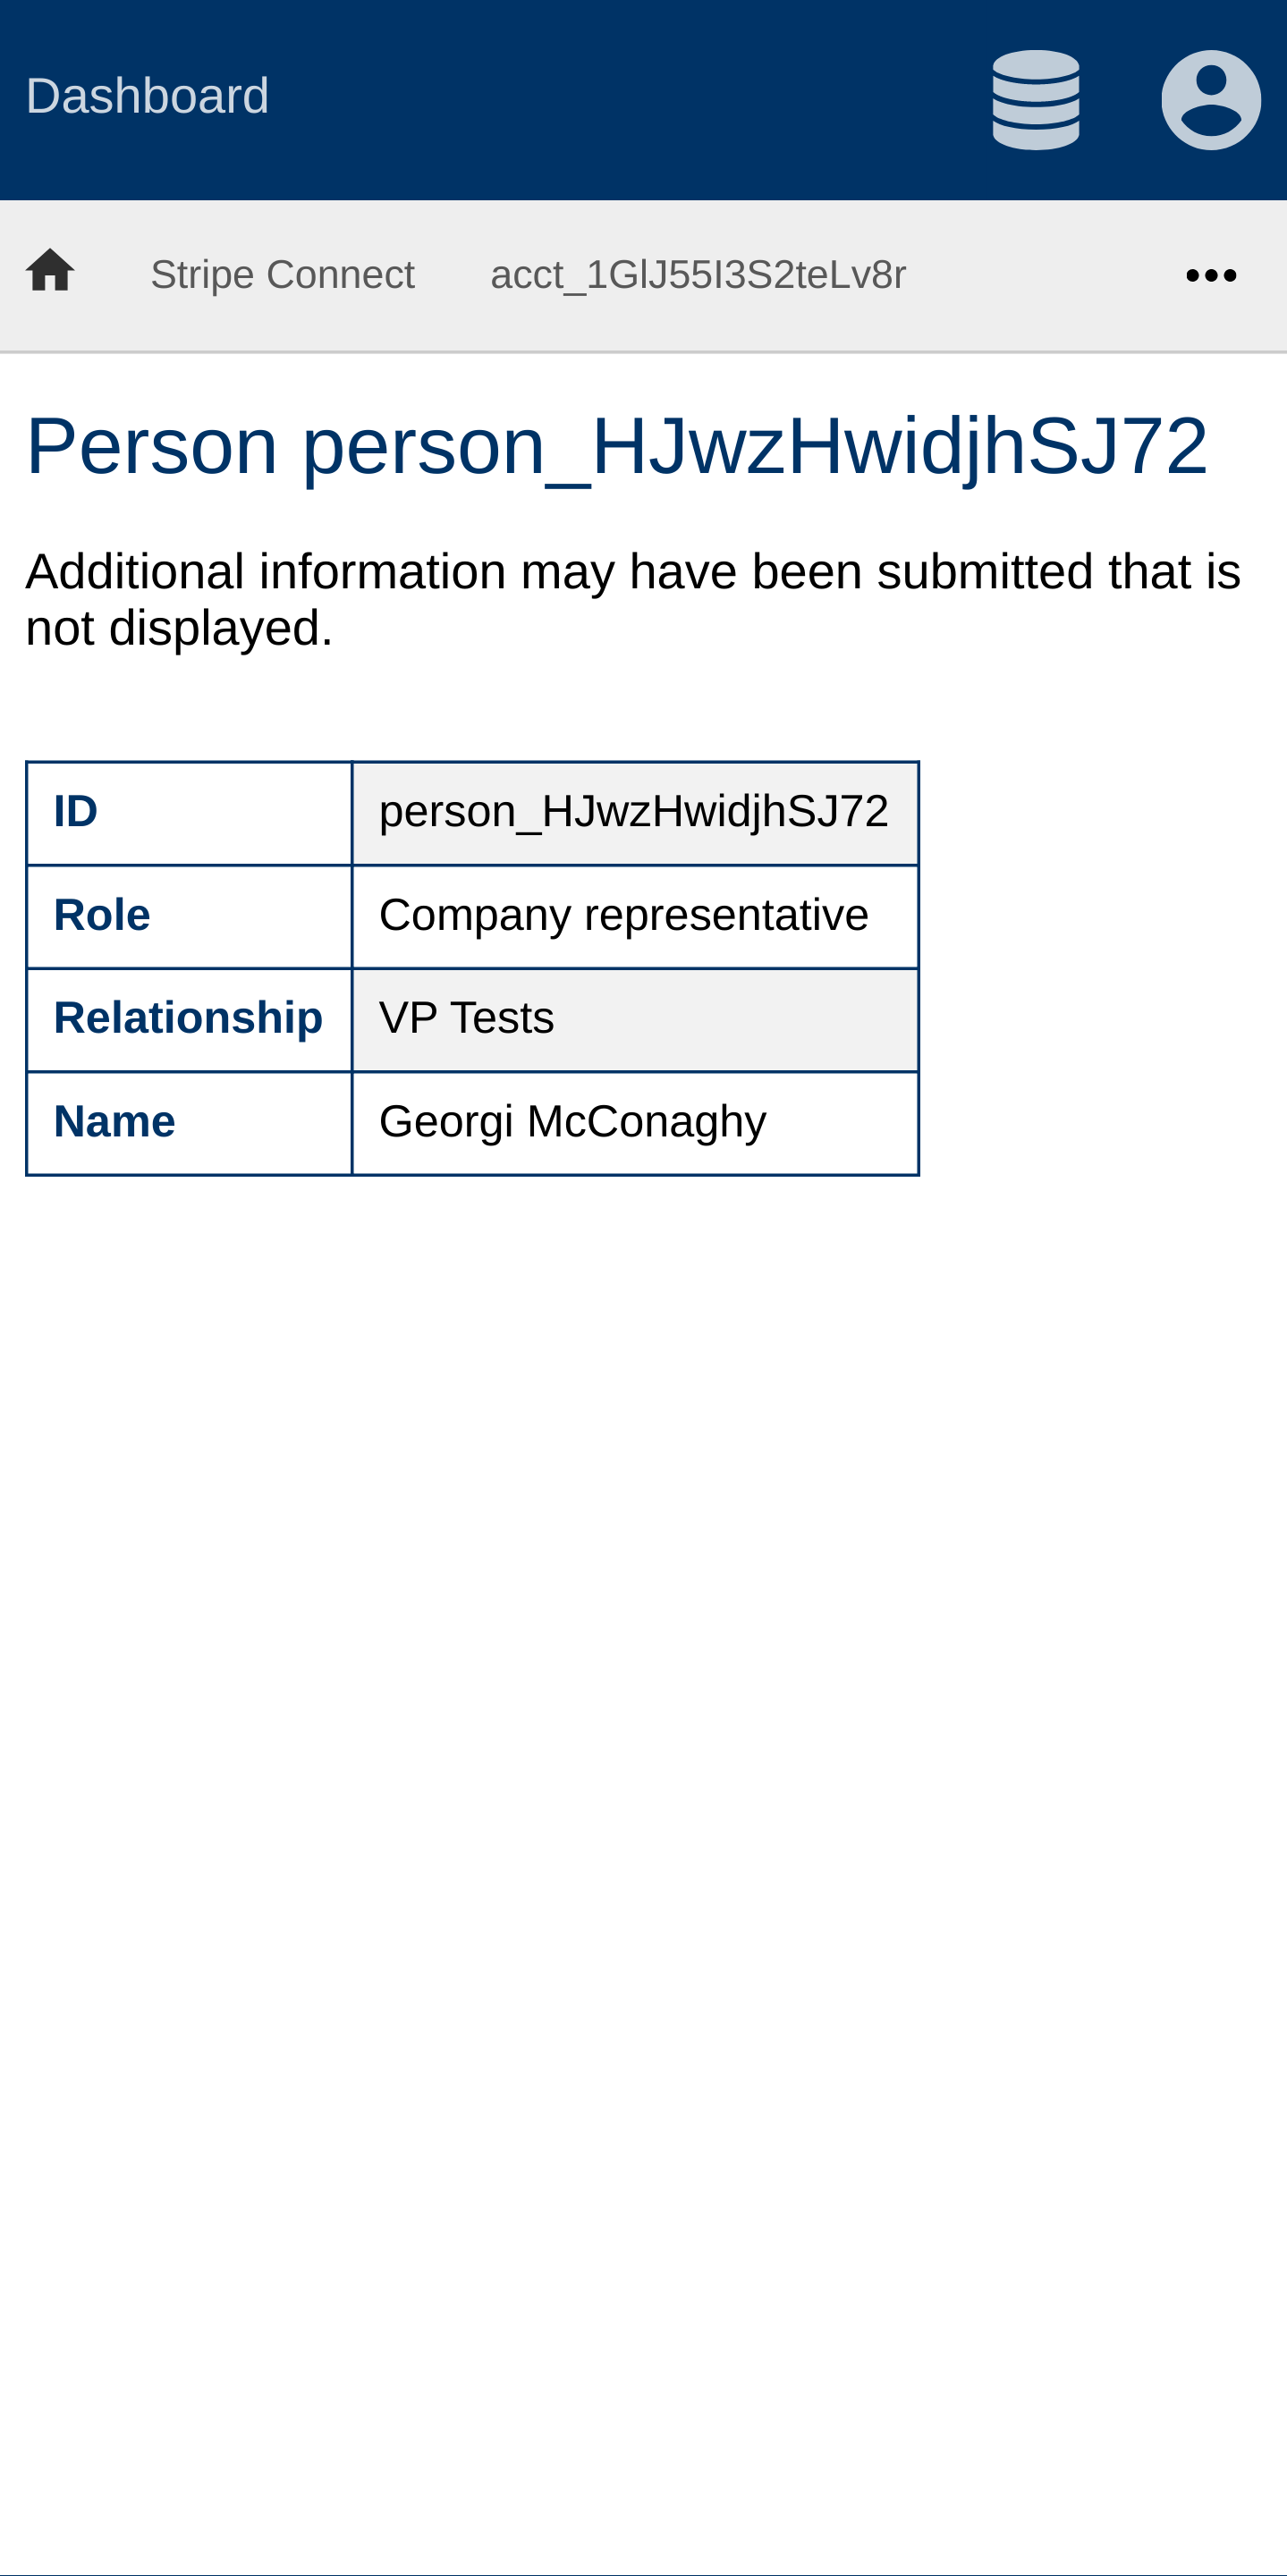 Dashboard
Stripe Connect acct_1GlJ55I3S2teLv8r
Person person_HJwzHwidjhSJ72
Additional information may have been submitted that is
not displayed.
ID person_HJwzHwidjhSJ72
Role Company representative
Relationship VP Tests
Name Georgi McConaghy